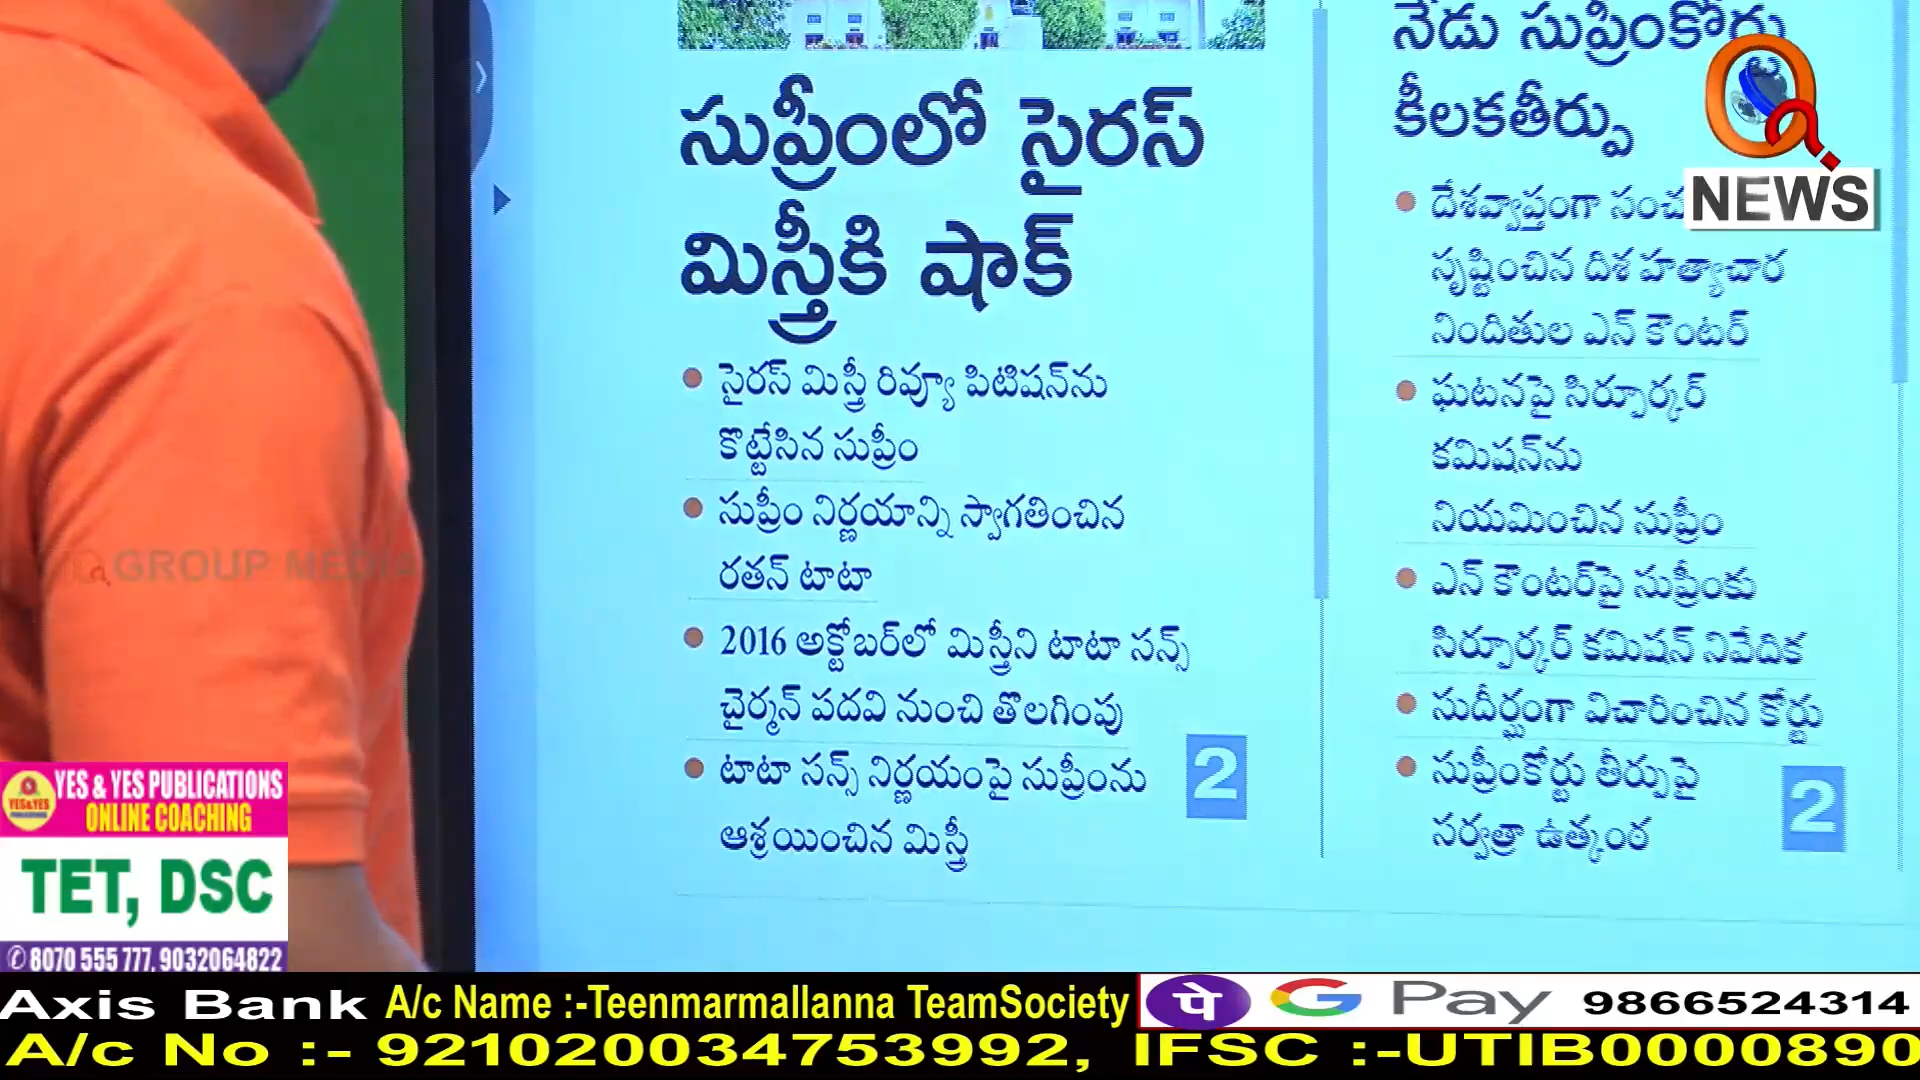 సుప్రీంలో సైరస్
మిస్త్రీకి షాక్
సైరస్ మిస్త్రీ రివ్యూ పిటిషన్‌ను
కొట్టేసిన సుప్రీం
సుప్రీం నిర్ణయాన్ని స్వాగతించిన
రతన్ టాటా
2016 అక్టోబర్‌లో మిస్త్రీని టాటా సన్స్
చైర్మన్ పదవి నుంచి తొలగింపు
టాటా సన్స్ నిర్ణయంపై సుప్రీంను
ఆశ్రయించిన మిస్త్రీ
2
నేడు సుప్రీంకోర్టు
కీలకతీర్పు
దేశవ్యాప్తంగా
సృష్టించిన దిశ హత్యాచార
నిందితుల ఎన్ కౌంటర్
ఘటనపై సిర్పూర్కర్
కమిషన్‌ను
నియమించిన సుప్రీం
ఎన్ కౌంటర్‌పై సుప్రీంకు
సిర్పూర్కర్ కమిషన్ నివేదిక
సుదీర్ఘంగా విచారించిన కోర్టు
సుప్రీంకోర్టు తీర్పుపై
సర్వత్రా ఉత్కంఠ
2
Q
NEWS
Q GROUP MEDIA
YES & YES PUBLICATIONS
ONLINE COACHING
TET, DSC
8070 555 777, 9032064822
Axis Bank A/c Name :-Teenmarmallanna TeamSociety
पे G Pay 9866524314
A/c No :- 921020034753992, IFSC :-UTIB0000890